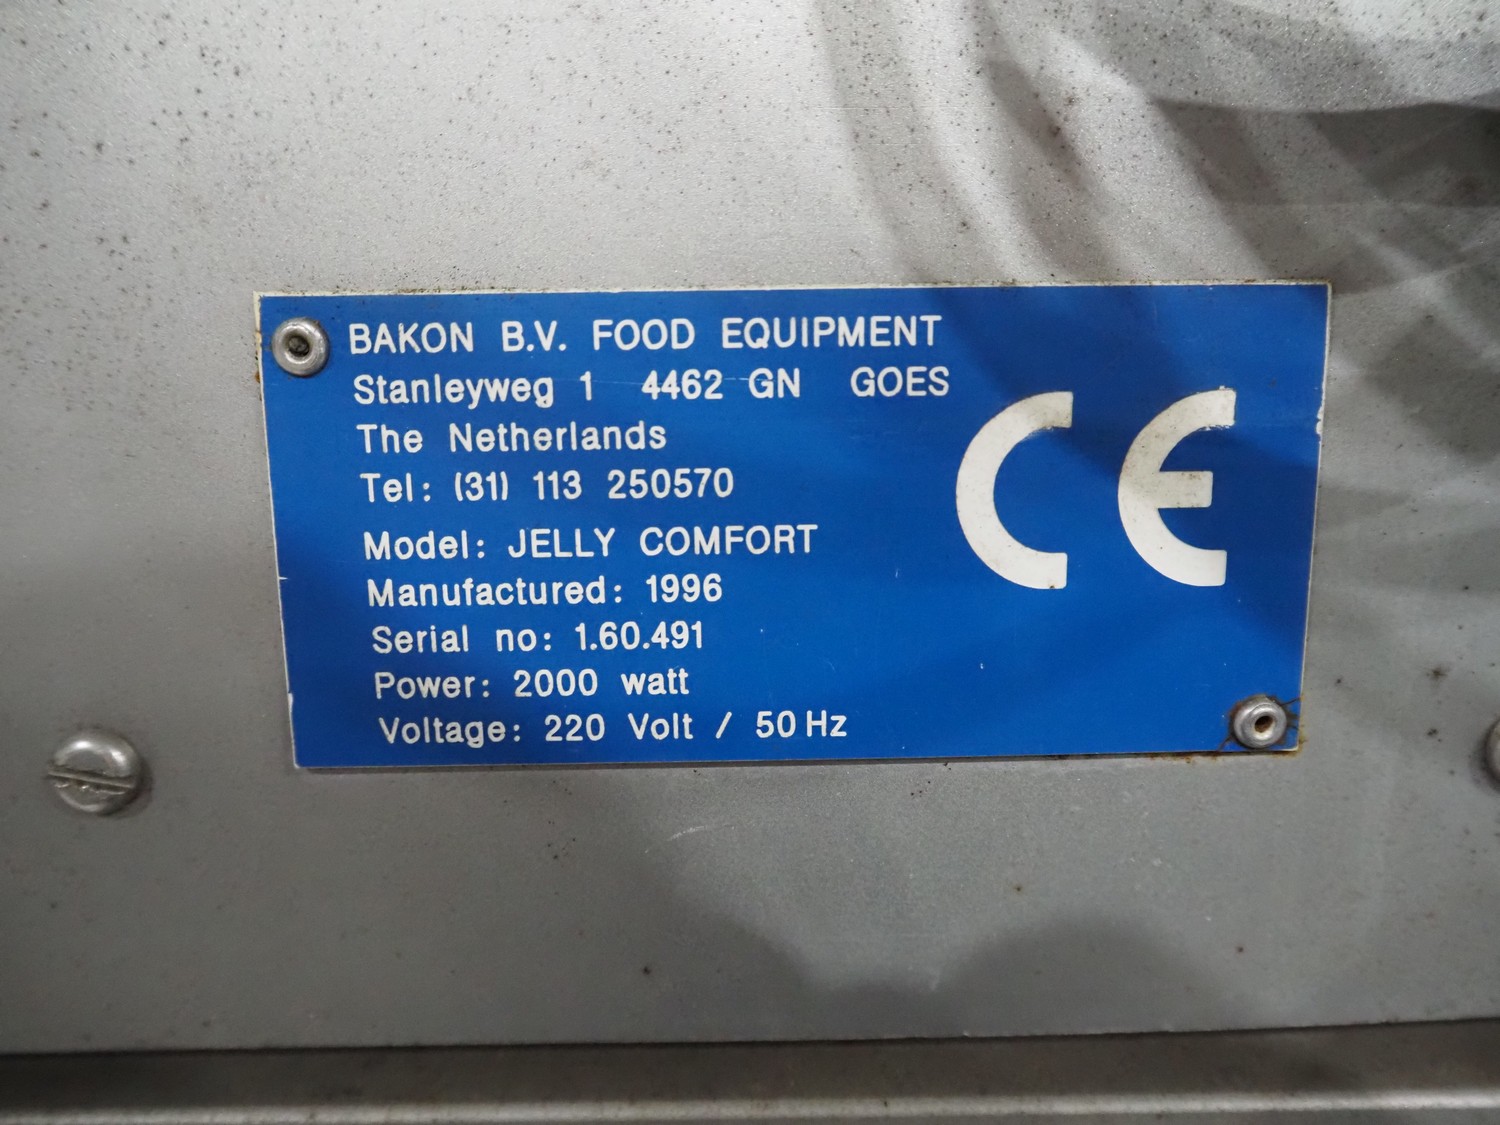 BAKON B.V. FOOD EQUIPMENT
Stanleyweg 1 4462 GN GOES
The Netherlands
Tel: (31) 113 250570
Model: JELLY COMFORT
Manufactured: 1996
Serial no: 1.60.491
Power: 2000 watt
Voltage: 220 Volt / 50 Hz
CE